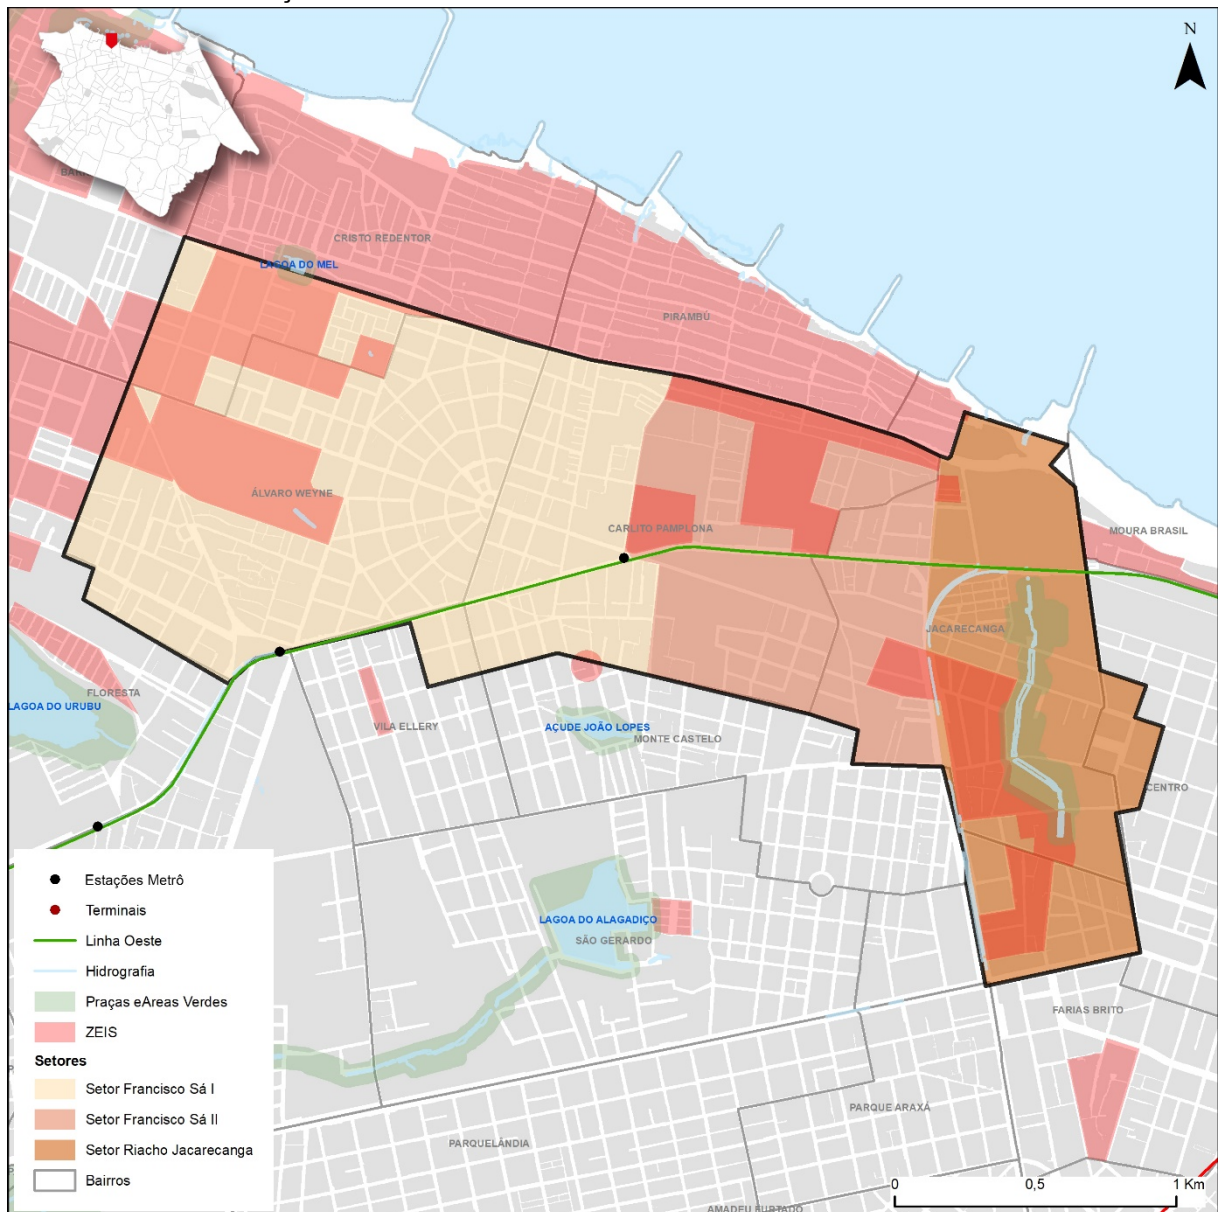 N
BAR
CRISTO REDENTOR
LAGOA DO MEL
PIRAMBÚ
ÁLVARO WEYNE
CARLITO PAMPLONA
MOURA BRASIL
JACARECANGA
FLORESTA
LAGOA DO URUBU
VILA ELLERY
AÇUDE JOÃO LOPES
MONTE CASTELO
CENTRO
LAGOA DO ALAGADIÇO
SÃO GERARDO
FARIAS BRITO
PARQUE ARAXÁ
PARQUELÂNDIA
AMADEU FURTADO
Estações Metrô
Terminais
Linha Oeste
Hidrografia
Praças eAreas Verdes
ZEIS
Setores
Setor Francisco Sá I
Setor Francisco Sá II
Setor Riacho Jacarecanga
Bairros
0 0,5 1 Km